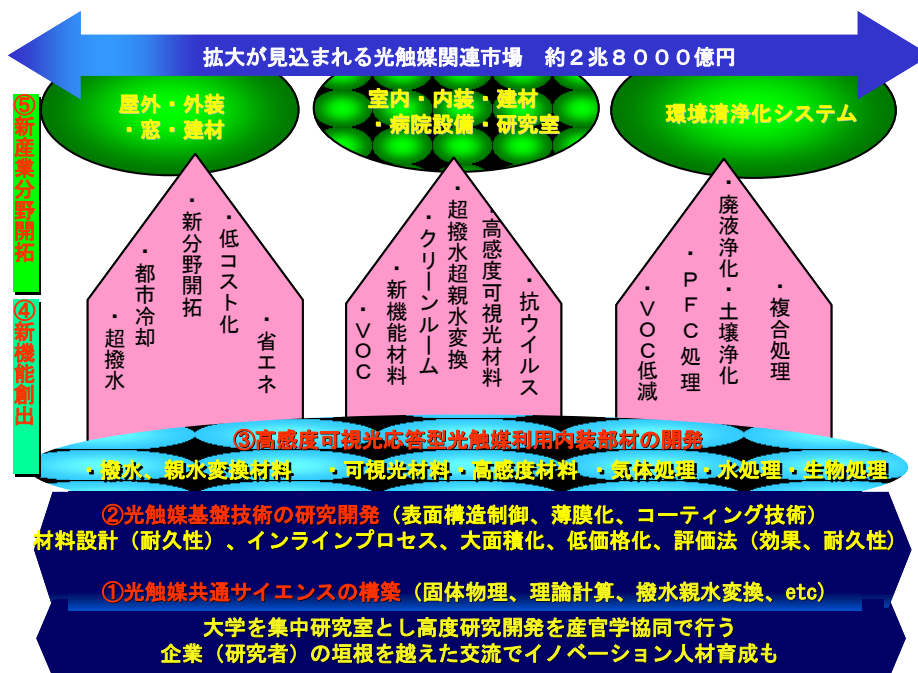 拡大が見込まれる光触媒関連市場　約２兆８０００億円
⑤新産業分野開拓
屋外・外装
・窓・建材
室内・内装・建材
・病院設備・研究室
環境清浄化システム
④新機能創出
・超撥水
・都市冷却
・新分野開拓
・低コスト化
・省エネ
・ＶＯＣ
・新機能材料
・クリーンルーム
・超撥水超親水変換
・高感度可視光材料
・抗ウイルス
・ＶＯＣ低減
・ＰＦＣ処理
・廃液浄化・土壌浄化
・複合処理
③高感度可視光応答型光触媒利用内装部材の開発
・撥水、親水変換材料　・可視光材料・高感度材料　・気体処理・水処理・生物処理
②光触媒基盤技術の研究開発（表面構造制御、薄膜化、コーティング技術）
材料設計（耐久性）、インラインプロセス、大面積化、低価格化、評価法（効果、耐久性）
①光触媒共通サイエンスの構築（固体物理、理論計算、撥水親水変換、etc）
大学を集中研究室とし高度研究開発を産官学協同で行う
企業（研究者）の垣根を越えた交流でイノベーション人材育成も